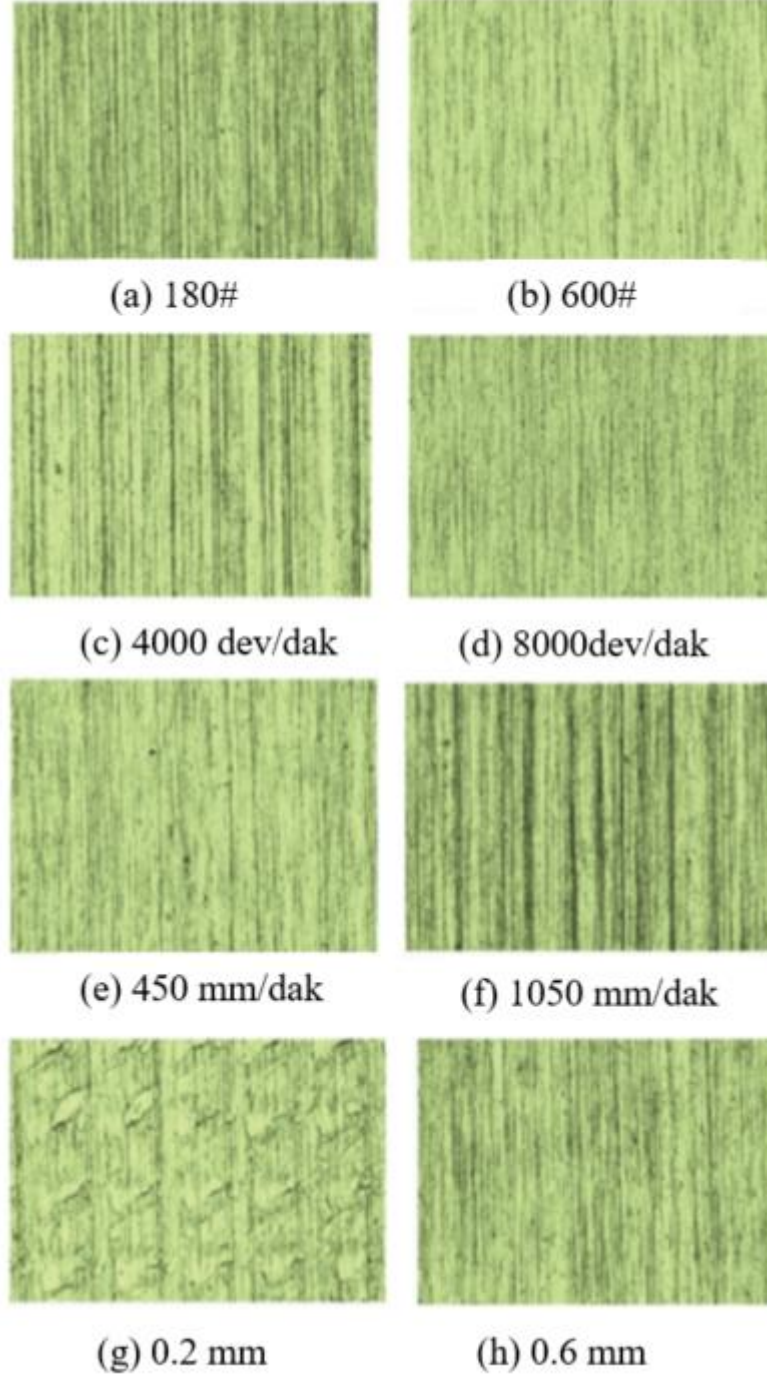 (a) 180#
(b) 600#
(c) 4000 dev/dak
(d) 8000dev/dak
(e) 450 mm/dak
(f) 1050 mm/dak
(g) 0.2 mm
(h) 0.6 mm